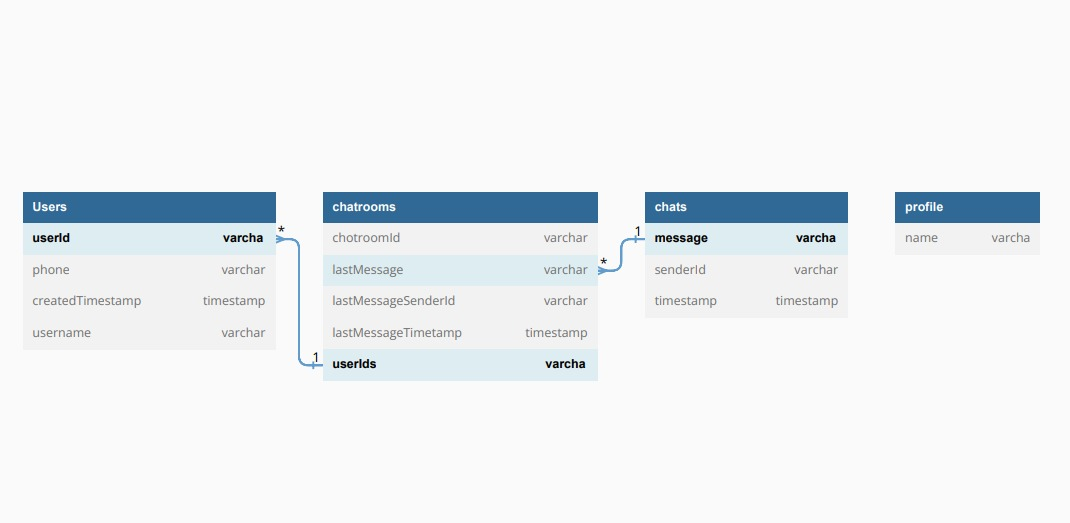 Users
userId varcha
phone varchar
createdTimestamp timestamp
username varchar
*
1
chatrooms
chotroomId varchar
lastMessage varchar
lastMessageSenderId varchar
lastMessageTimetamp timestamp
userIds varcha
*
1
chats
message varcha
senderId varchar
timestamp timestamp
profile
name varcha